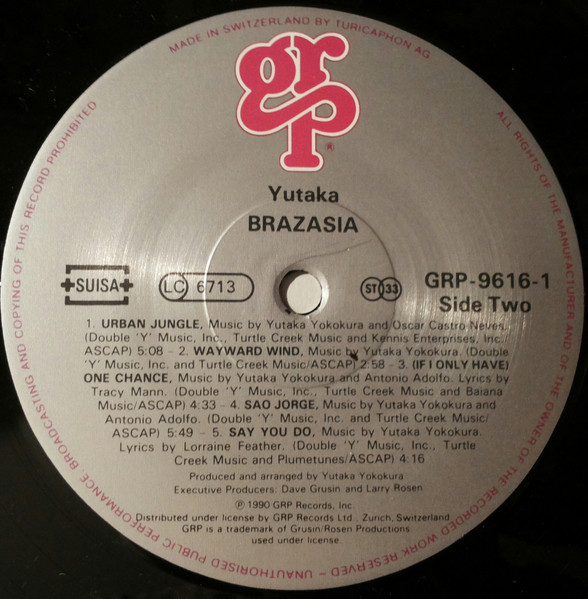 MADE IN SWITZERLAND BY TURICAPHON AG
ALL RIGHTS OF THE MANUFACTURER AND OF THE OWNER OF THE RECORDED WORK RESERVED - UNAUTHORISED PUBLIC PERFORMANCE BROADCASTING AND COPYING OF THIS RECORD PROHIBITED
grp®
Yutaka
BRAZASIA
SUISA
LC 6713
ST 33
GRP-9616-1
Side Two
1. URBAN JUNGLE, Music by Yutaka Yokokura and Oscar Castro Neves.
(Double 'Y' Music, Inc., Turtle Creek Music and Kennis Enterprises, Inc.
ASCAP) 5:08 - 2. WAYWARD WIND, Music by Yutaka Yokokura. (Double
'Y' Music, Inc. and Turtle Creek Music/ASCAP) 2:58 - 3. (IF I ONLY HAVE)
ONE CHANCE, Music by Yutaka Yokokura and Antonio Adolfo. Lyrics by
Tracy Mann. (Double 'Y' Music, Inc., Turtle Creek Music and Baiana
Music/ASCAP) 4:33 - 4. SAO JORGE, Music by Yutaka Yokokura and
Antonio Adolfo. (Double 'Y' Music, Inc. and Turtle Creek Music/
ASCAP) 5:49 - 5. SAY YOU DO, Music by Yutaka Yokokura.
Lyrics by Lorraine Feather. (Double 'Y' Music, Inc., Turtle
Creek Music and Plumetunes/ASCAP) 4:16
Produced and arranged by Yutaka Yokokura
Executive Producers: Dave Grusin and Larry Rosen
℗ 1990 GRP Records, Inc.
Distributed under license by GRP Records Ltd., Zurich, Switzerland
GRP is a trademark of Grusin/Rosen Productions
used under license